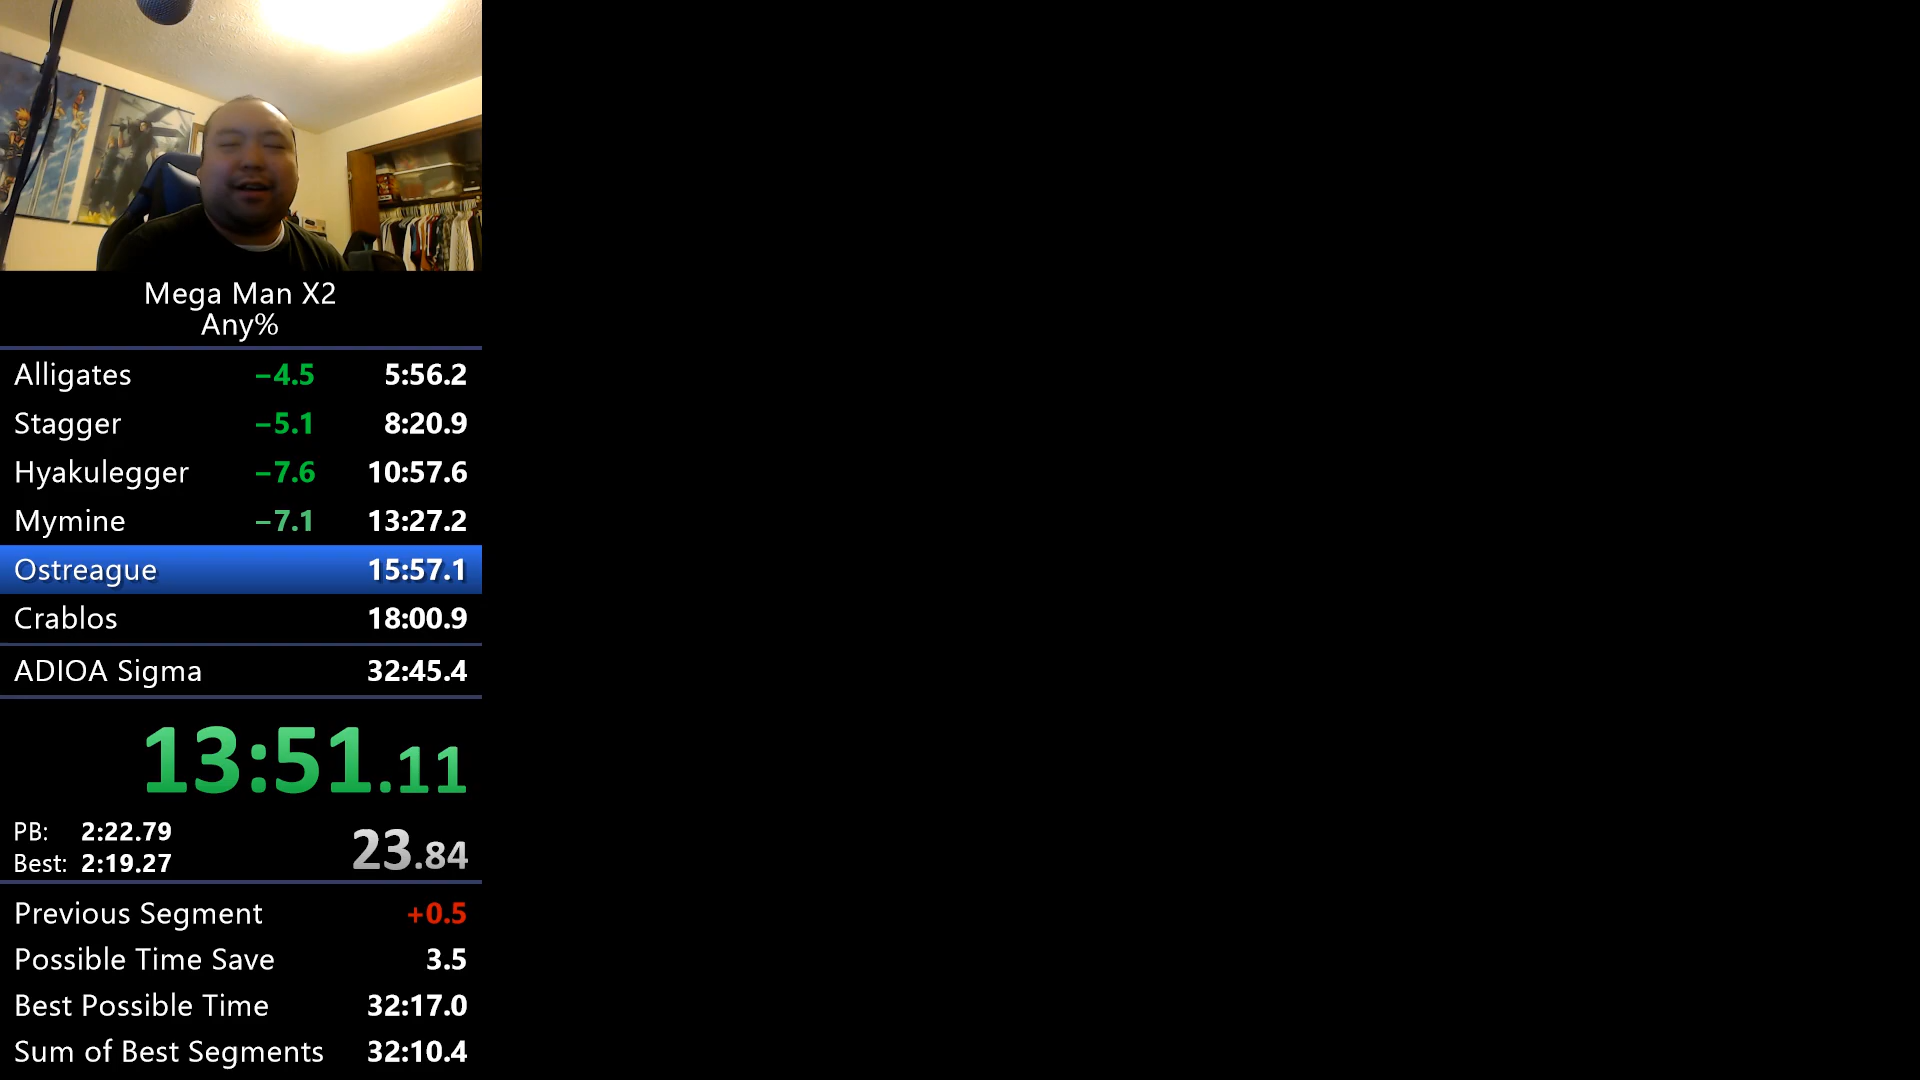 Mega Man X2
Any%
Alligates −4.5 5:56.2
Stagger −5.1 8:20.9
Hyakulegger −7.6 10:57.6
Mymine −7.1 13:27.2
Ostreague 15:57.1
Crablos 18:00.9
ADIOA Sigma 32:45.4
13:51.11
PB: 2:22.79
Best: 2:19.27
23.84
Previous Segment +0.5
Possible Time Save 3.5
Best Possible Time 32:17.0
Sum of Best Segments 32:10.4